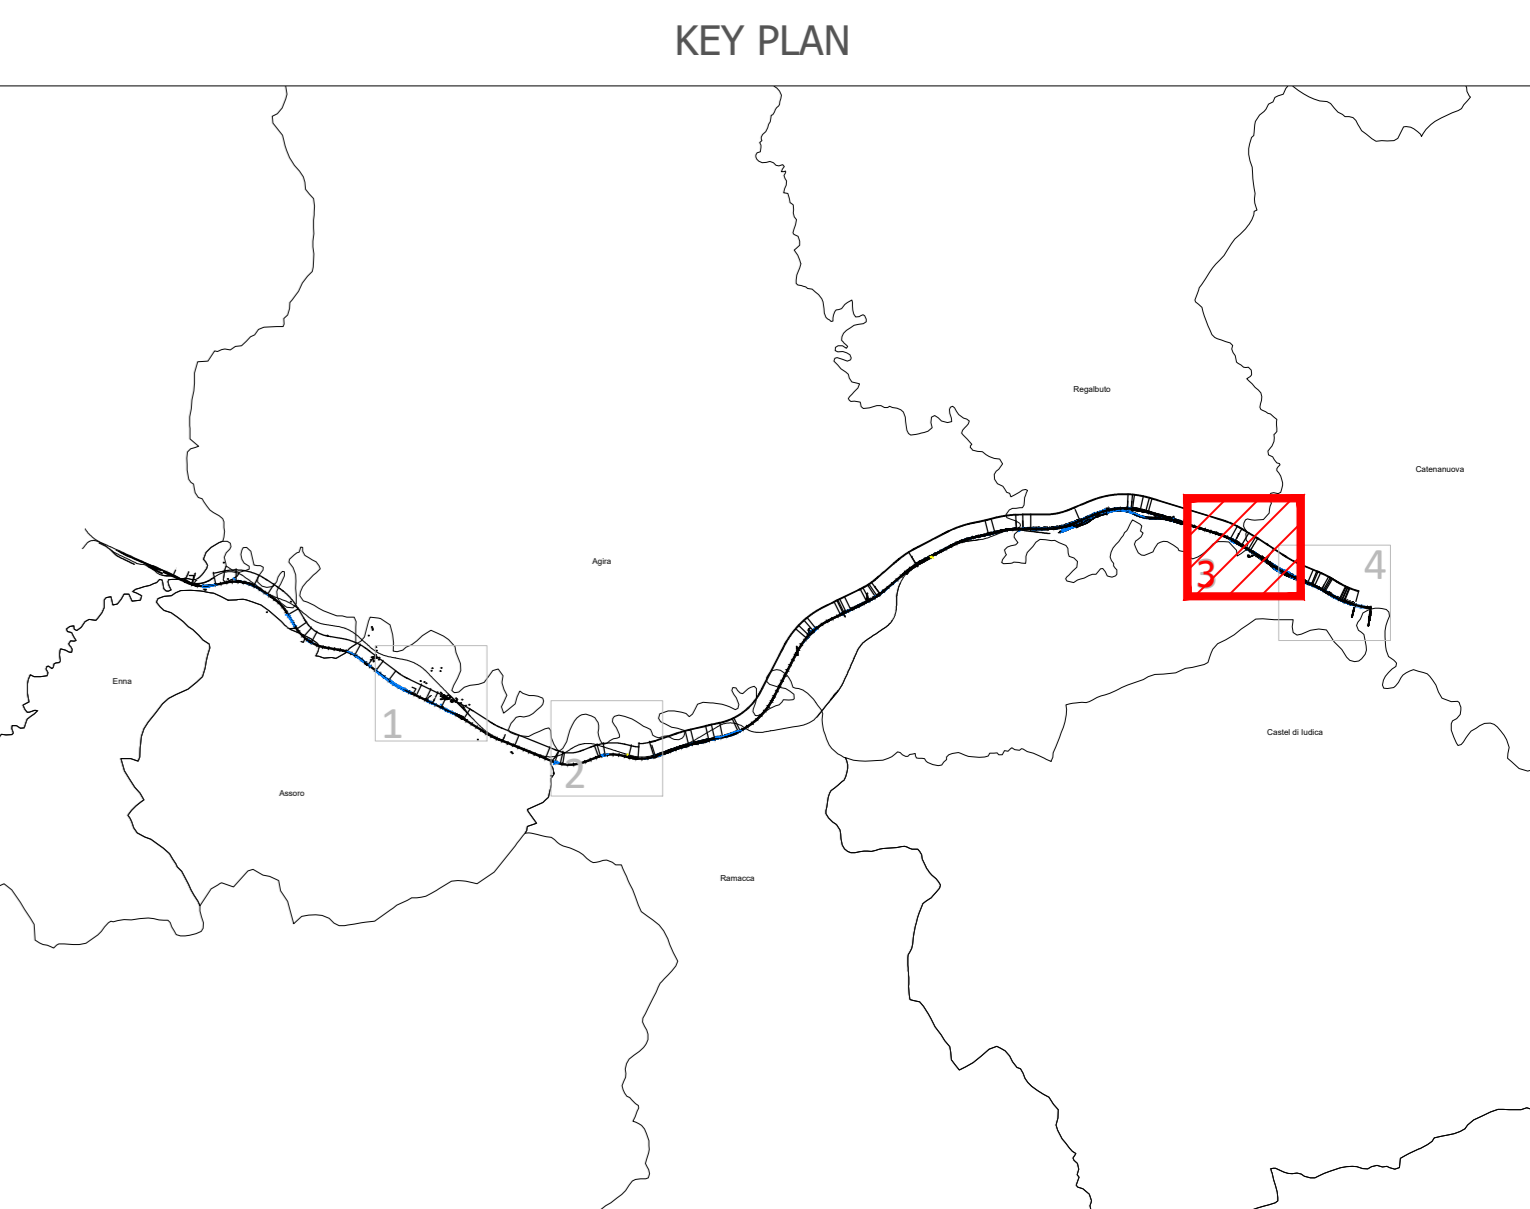 KEY PLAN
Regalbuto
Catenanuova
Agira
3
4
Enna
1
2
Castel di Iudica
Assoro
Ramacca